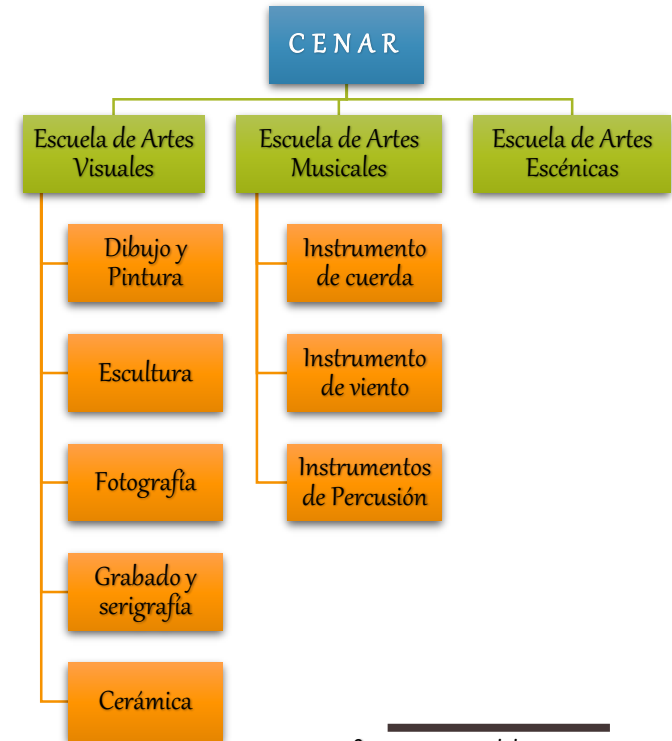 C E N A R
Escuela de Artes
Visuales
Escuela de Artes
Musicales
Escuela de Artes
Escénicas
Dibujo y
Pintura
Escultura
Fotografía
Grabado y
serigrafía
Cerámica
Instrumento
de cuerda
Instrumento
de viento
Instrumentos
de Percusión